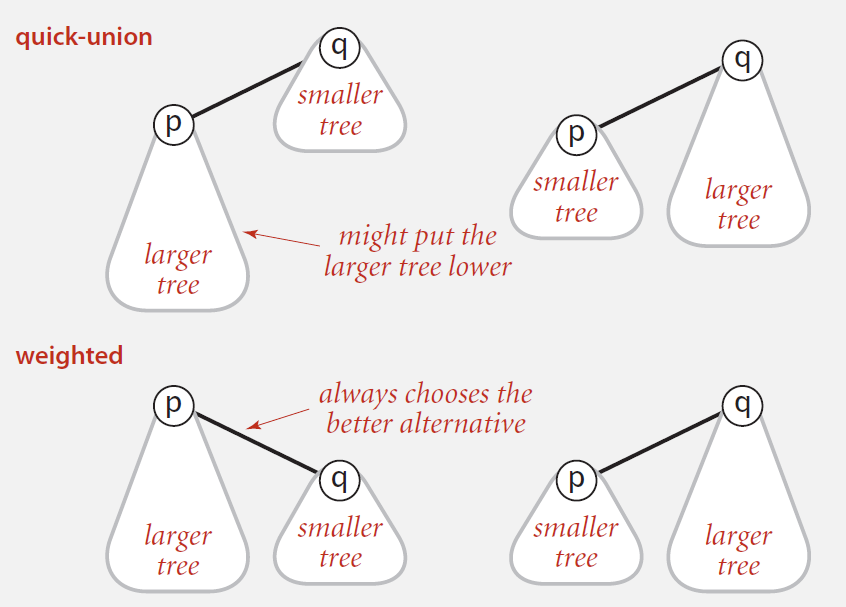 quick-union
q
smaller
tree
p
larger
tree
might put the
larger tree lower
q
p
smaller
tree
larger
tree
weighted
p
always chooses the
better alternative
q
larger
tree
smaller
tree
q
p
smaller
tree
larger
tree